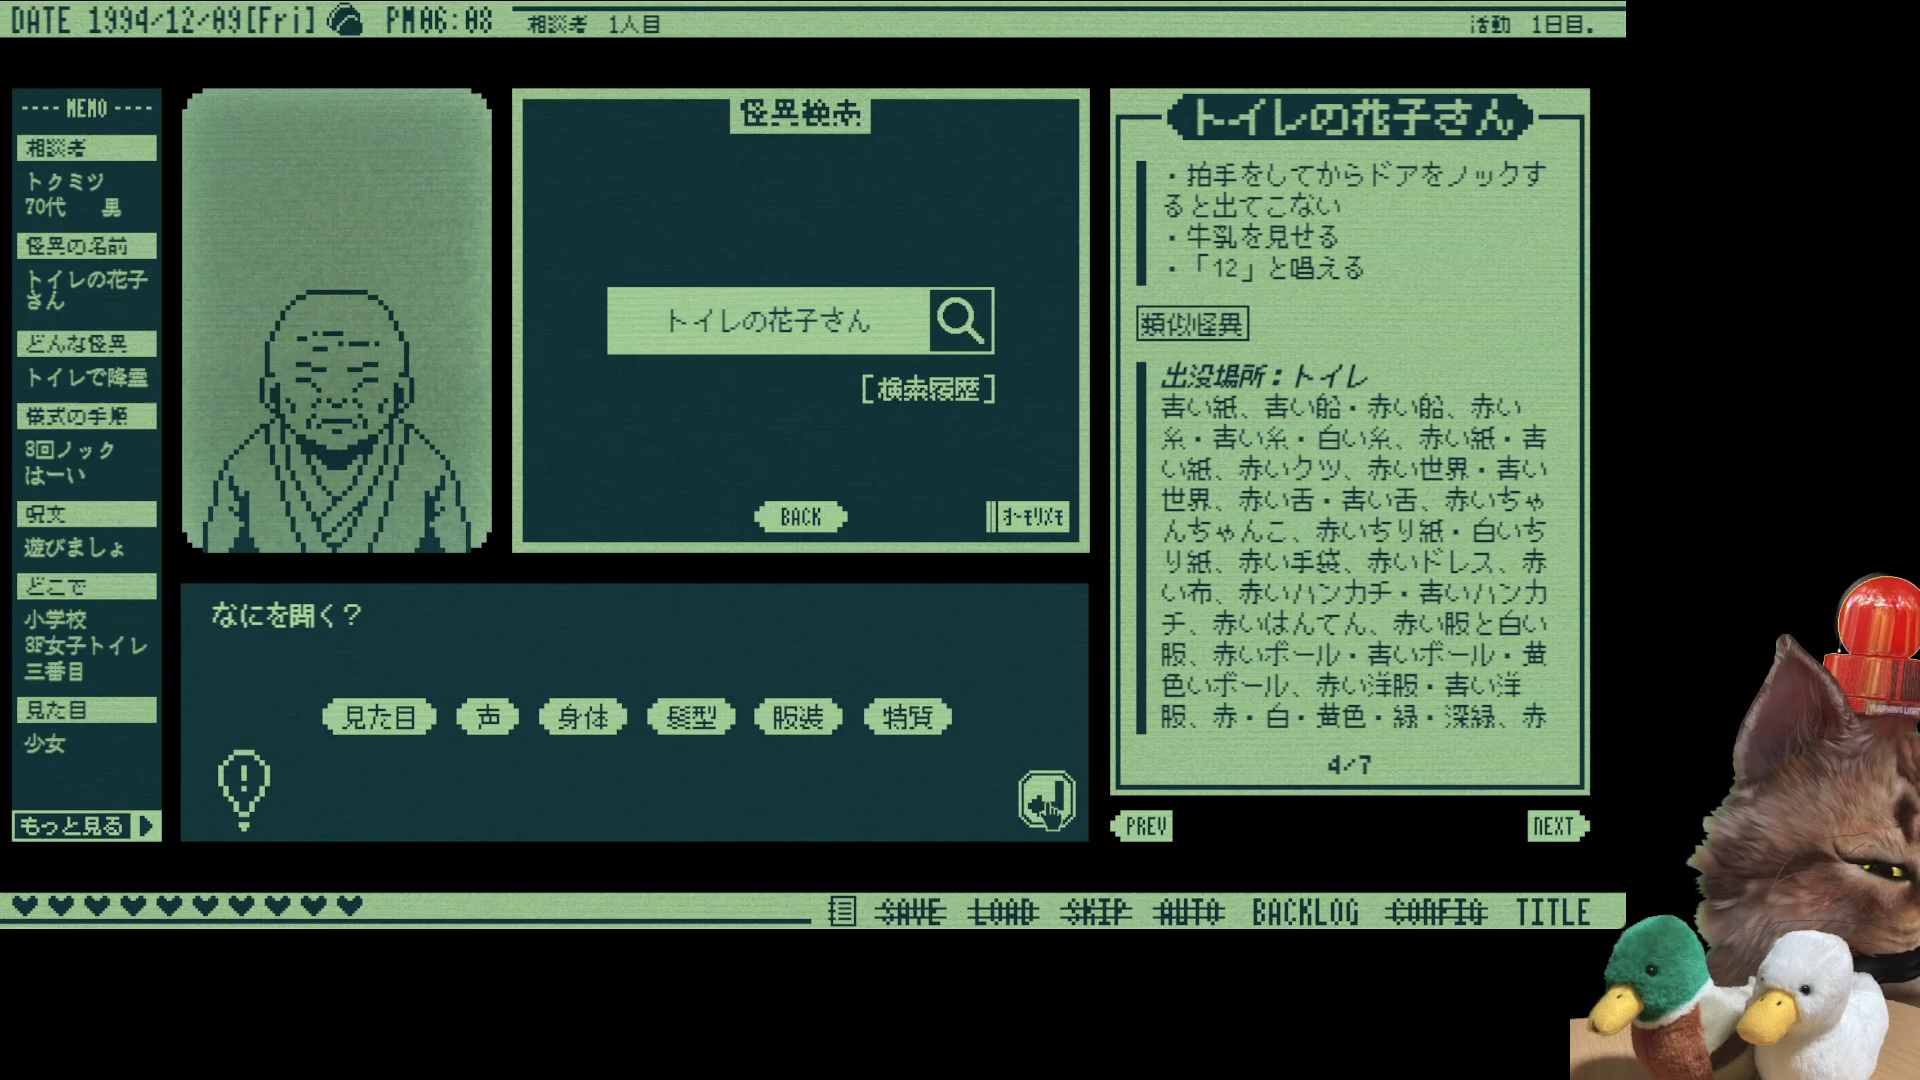 DATE 1994/12/09[Fri] PM06:08 相談者 1人目 活動 1日目.
---- MEMO ----
相談者
トクミツ
70代 男
怪異の名前
トイレの花子
さん
どんな怪異
トイレで降霊
儀式の手順
3回ノック
はーい
呪文
遊びましょ
どこで
小学校
3F女子トイレ
三番目
見た目
少女
もっと見る
怪異検索
トイレの花子さん
[検索履歴]
BACK
ヨーモリメモ
なにを聞く？
見た目 声 身体 髪型 服装 特質
トイレの花子さん
・拍手をしてからドアをノックす
ると出てこない
・牛乳を見せる
・「12」と唱える
類似怪異
出没場所：トイレ
青い紙、青い船・赤い船、赤い
糸・青い糸・白い糸、赤い紙・青
い紙、赤いクツ、赤い世界・青い
世界、赤い舌・青い舌、赤いちゃ
んちゃんこ、赤いちり紙・白いち
り紙、赤い手袋、赤いドレス、赤
い布、赤いハンカチ・青いハンカ
チ、赤いはんてん、赤い服と白い
服、赤いボール・青いボール・黄
色いボール、赤い洋服・青い洋
服、赤・白・黄色・緑・深緑、赤
4/7
PREV NEXT
SAVE LOAD SKIP AUTO BACKLOG CONFIG TITLE
WARNING LIGHT